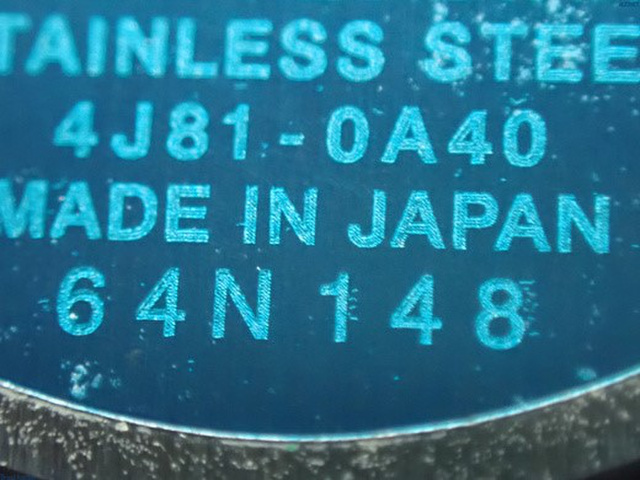 TAINLESS STEE
4J81-0A40
MADE IN JAPAN
64N148